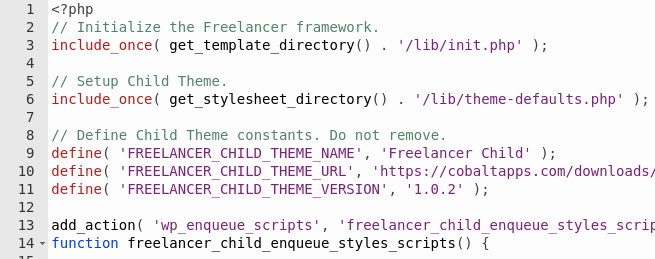 1 <?php
2 // Initialize the Freelancer framework.
3 include_once( get_template_directory() . '/lib/init.php' );
4
5 // Setup Child Theme.
6 include_once( get_stylesheet_directory() . '/lib/theme-defaults.php' );
7
8 // Define Child Theme constants. Do not remove.
9 define( 'FREELANCER_CHILD_THEME_NAME', 'Freelancer Child' );
10 define( 'FREELANCER_CHILD_THEME_URL', 'https://cobaltapps.com/downloads/
11 define( 'FREELANCER_CHILD_THEME_VERSION', '1.0.2' );
12
13 add_action( 'wp_enqueue_scripts', 'freelancer_child_enqueue_styles_scrip
14 function freelancer_child_enqueue_styles_scripts() {